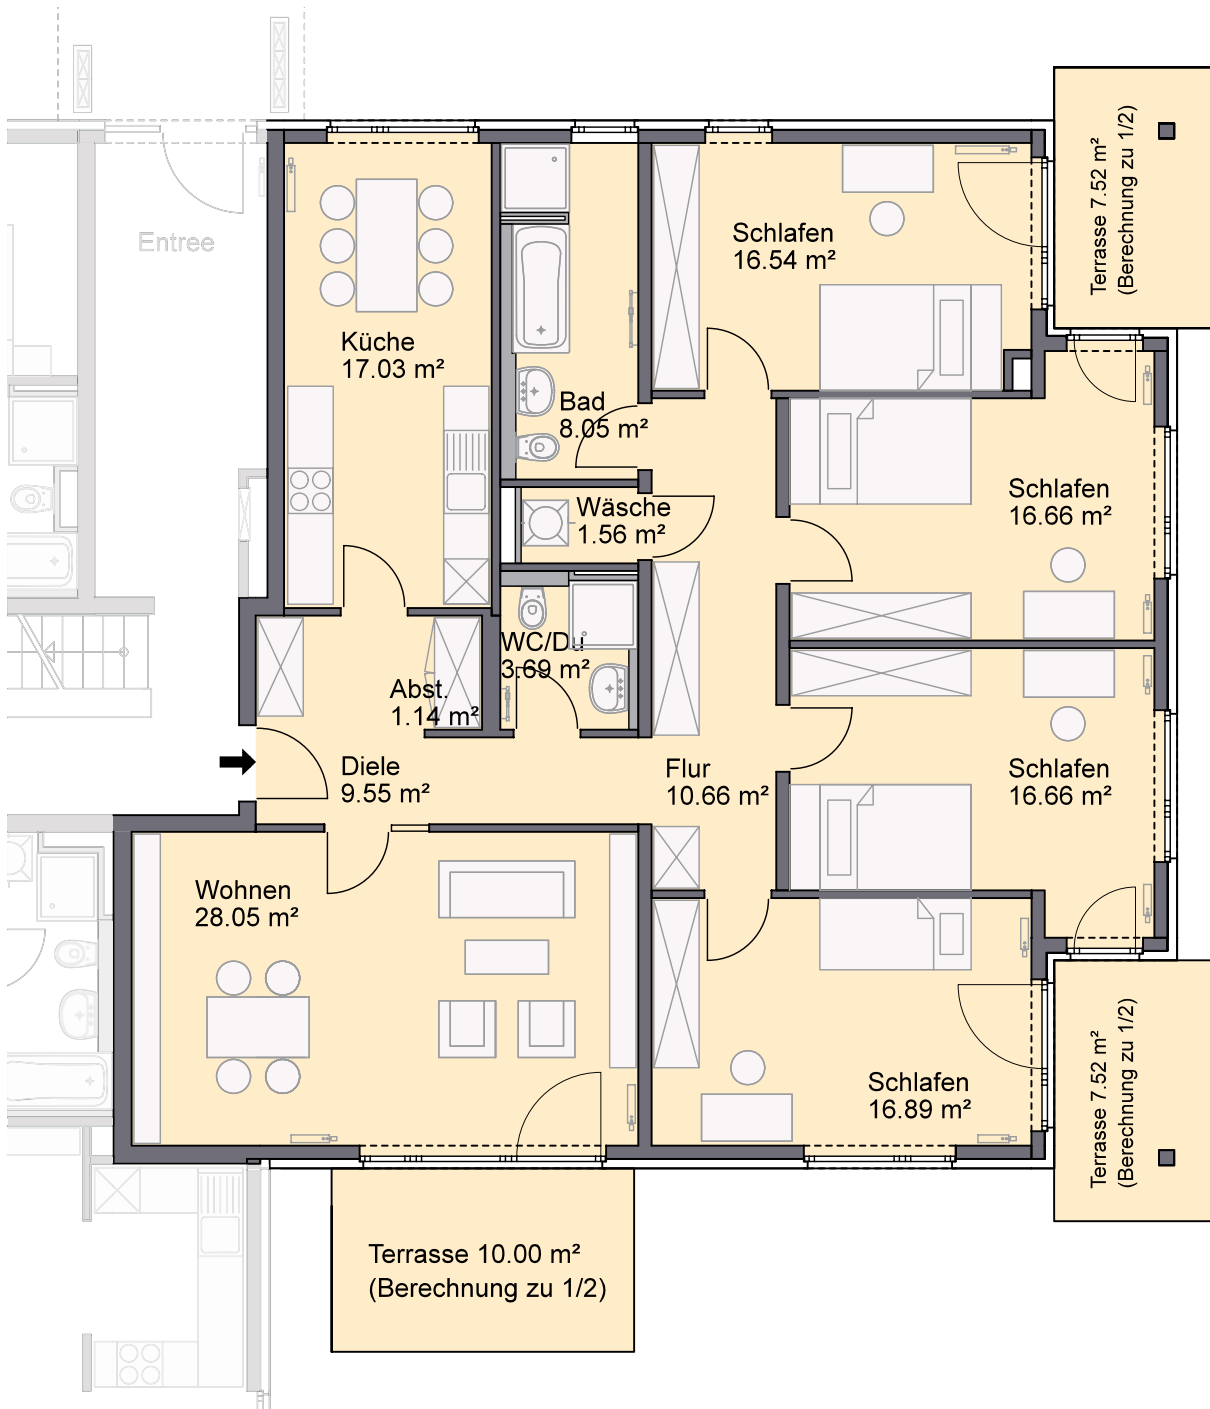 Entree
Küche
17.03 m²
Bad
8.05 m²
Schlafen
16.54 m²
Terrasse 7.52 m²
(Berechnung zu 1/2)
Wäsche
1.56 m²
Schlafen
16.66 m²
WC/Du
3.69 m²
Abst.
1.14 m²
Diele
9.55 m²
Flur
10.66 m²
Schlafen
16.66 m²
Wohnen
28.05 m²
Schlafen
16.89 m²
Terrasse 7.52 m²
(Berechnung zu 1/2)
Terrasse 10.00 m²
(Berechnung zu 1/2)